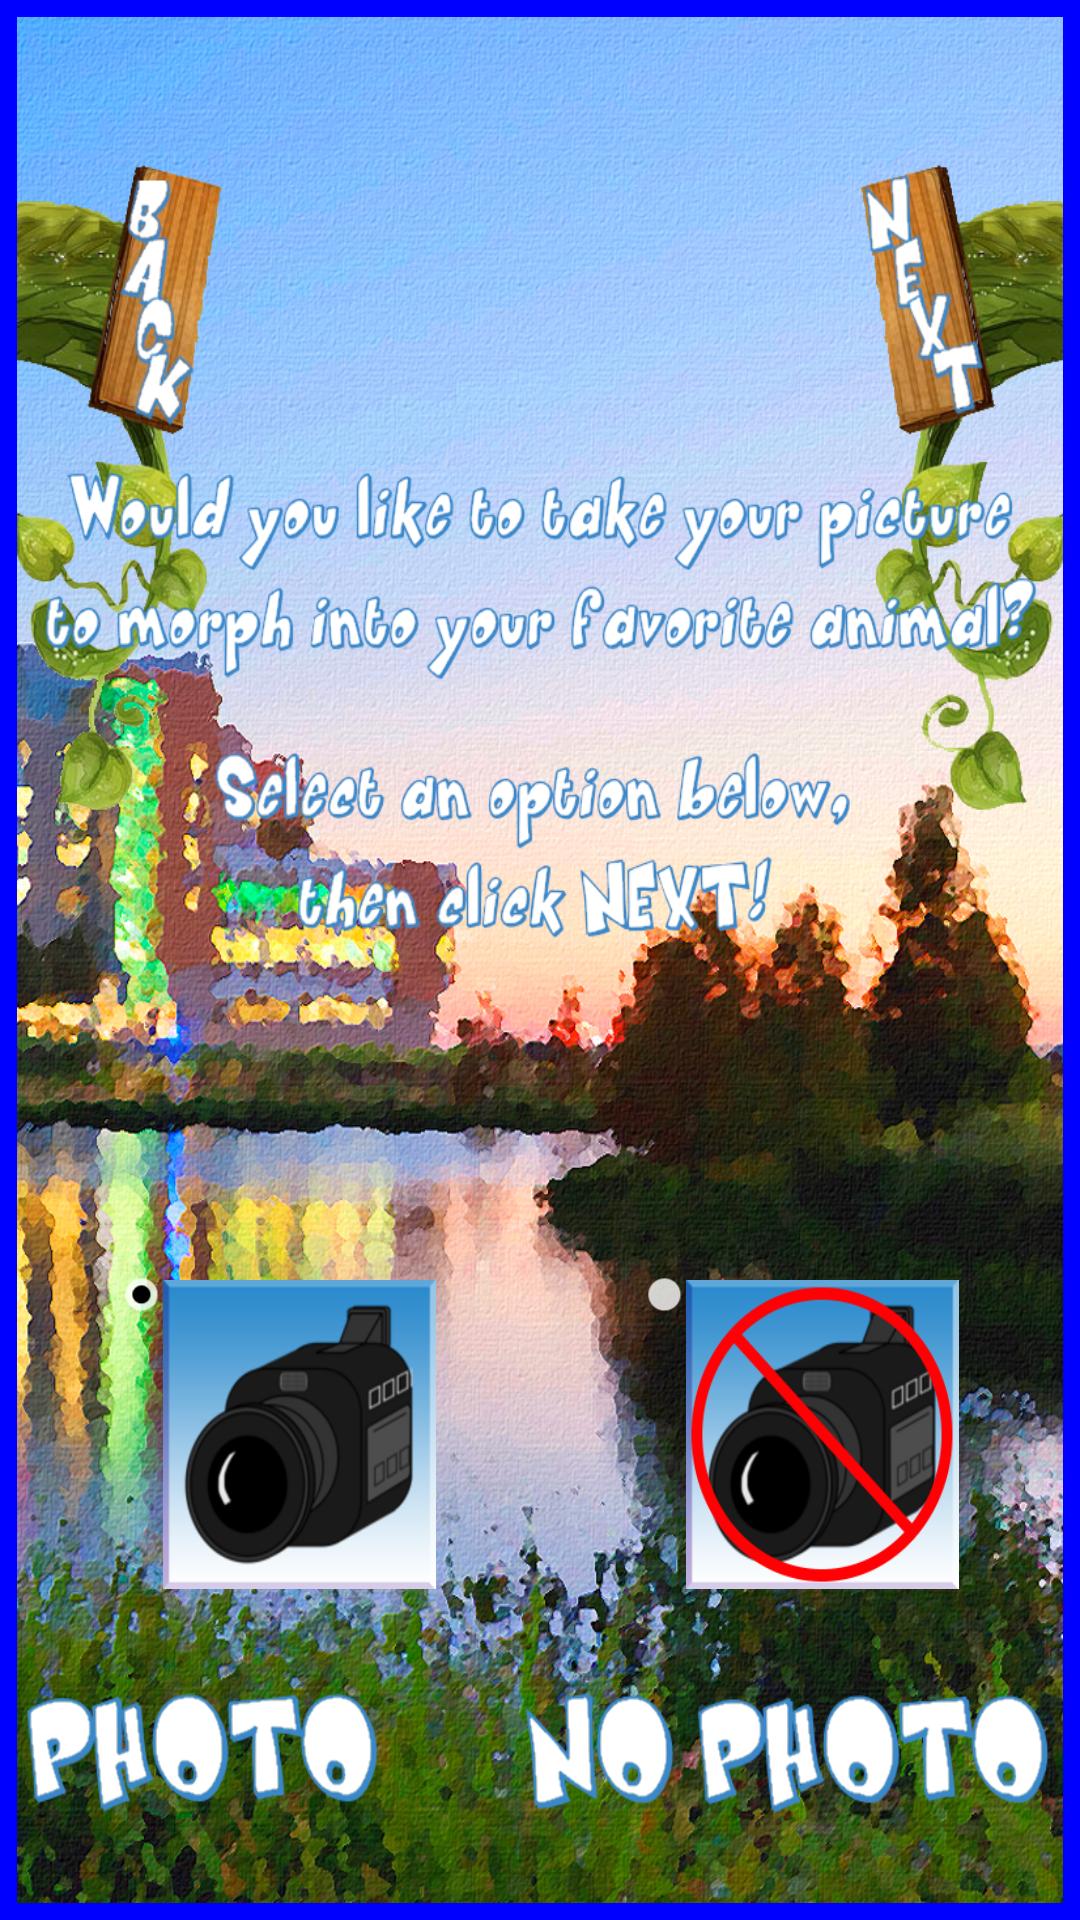 BACK
NEXT
Would you like to take your picture
to morph into your favorite animal?
Select an option below,
then click NEXT!
PHOTO
NO PHOTO